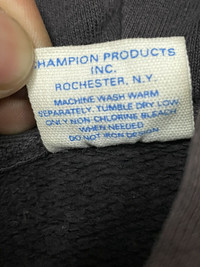 CHAMPION PRODUCTS
INC.
ROCHESTER, N.Y.
MACHINE WASH WARM
SEPARATELY. TUMBLE DRY LOW
ONLY NON-CHLORINE BLEACH
WHEN NEEDED
DO NOT IRON DESIGN